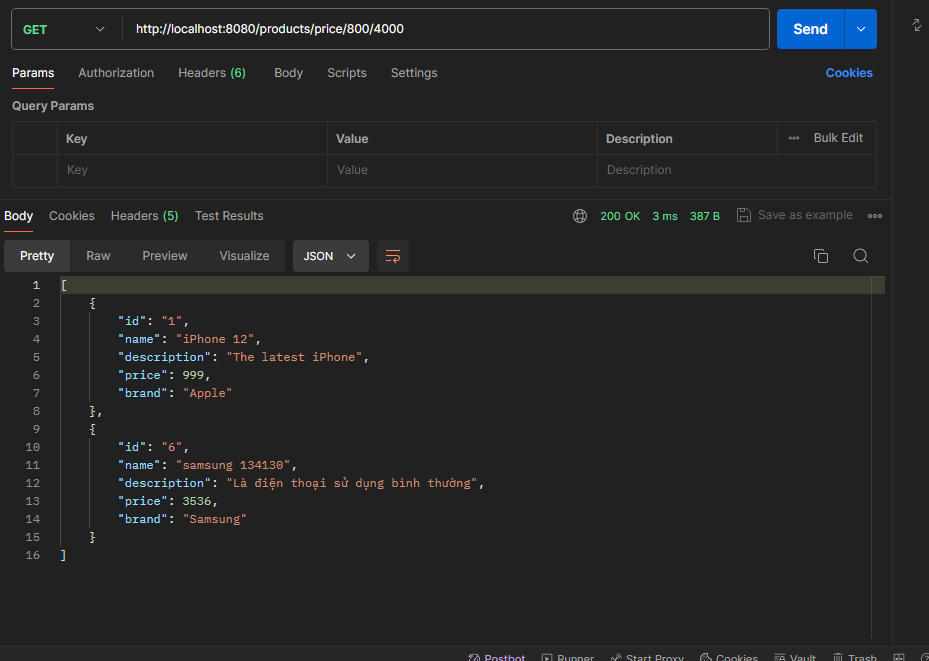 GET http://localhost:8080/products/price/800/4000 Send
Params Authorization Headers (6) Body Scripts Settings Cookies
Query Params
Key Value Description Bulk Edit
Key Value Description
Body Cookies Headers (5) Test Results 200 OK 3 ms 387 B Save as example
Pretty Raw Preview Visualize JSON
1 [
2 {
3 "id": "1",
4 "name": "iPhone 12",
5 "description": "The latest iPhone",
6 "price": 999,
7 "brand": "Apple"
8 },
9 {
10 "id": "6",
11 "name": "samsung 134130",
12 "description": "Là điện thoại sử dụng bình thường",
13 "price": 3536,
14 "brand": "Samsung"
15 }
16 ]
Postbot Runner Start Proxy Cookies Vault Trash